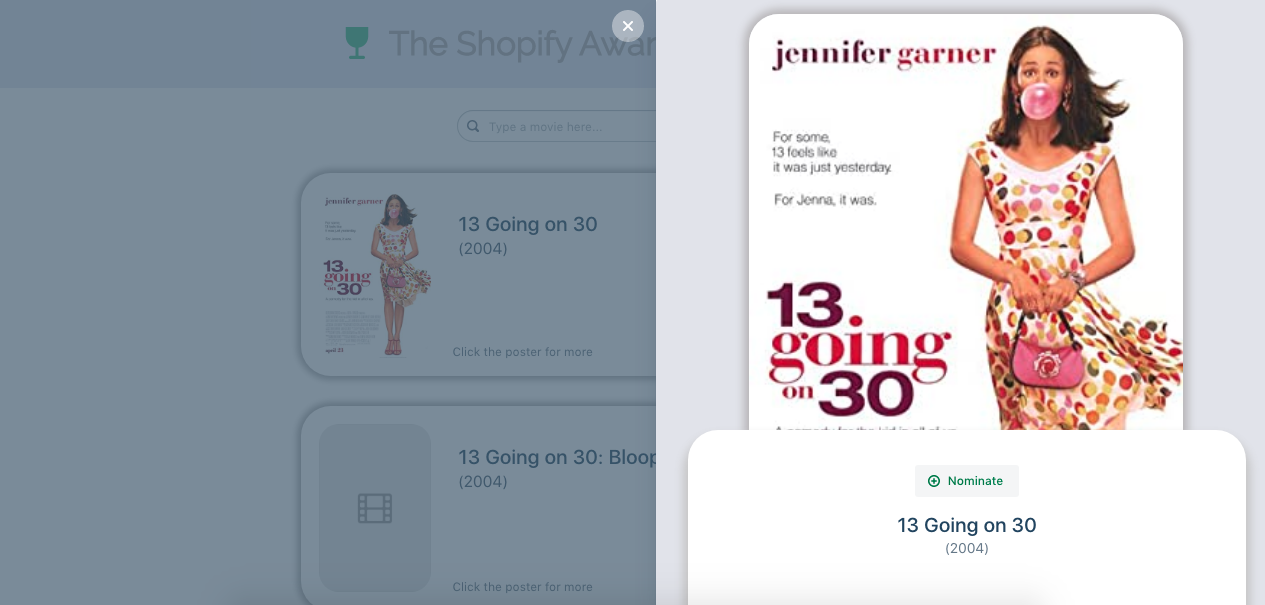 The Shopify Awar
Type a movie here...
jennifer garner
13
going
on 30
april 23
13 Going on 30
(2004)
Click the poster for more
13 Going on 30: Bloop
(2004)
Click the poster for more
jennifer garner
For some,
13 feels like
it was just yesterday.
For Jenna, it was.
13
going
on 30
Nominate
13 Going on 30
(2004)